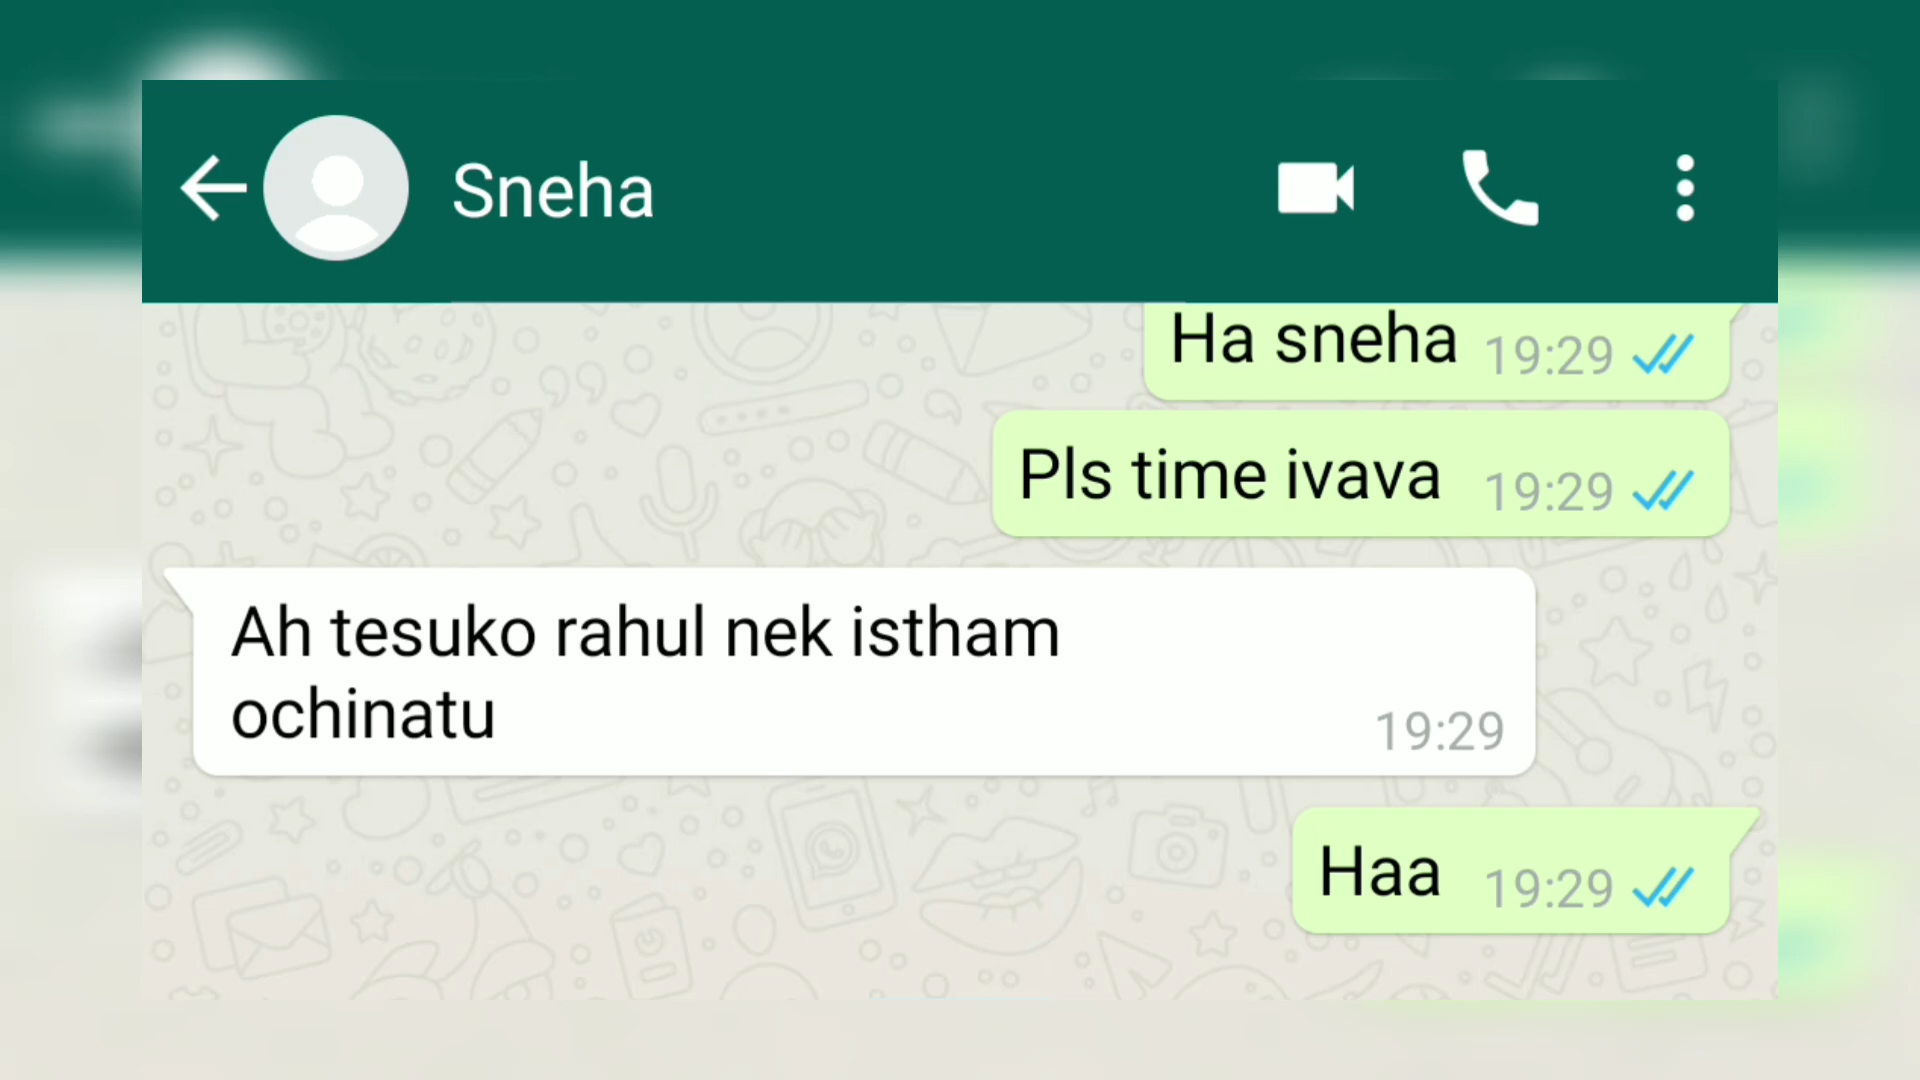 Sneha
Ha sneha 19:29
Pls time ivava 19:29
Ah tesuko rahul nek istham
ochinatu 19:29
Haa 19:29